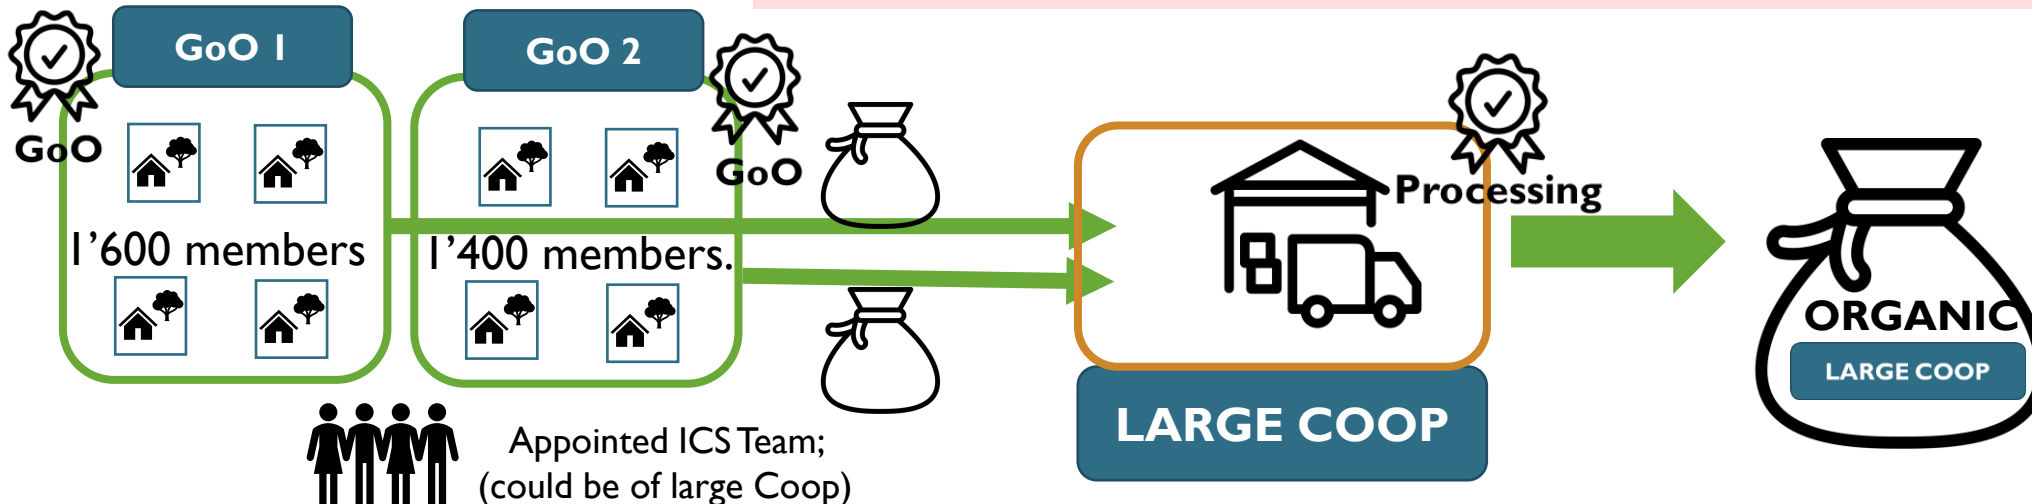 GoO 1
GoO 2
GoO
GoO
1'600 members
1'400 members.
Processing
ORGANIC
LARGE COOP
LARGE COOP
Appointed ICS Team;
(could be of large Coop)